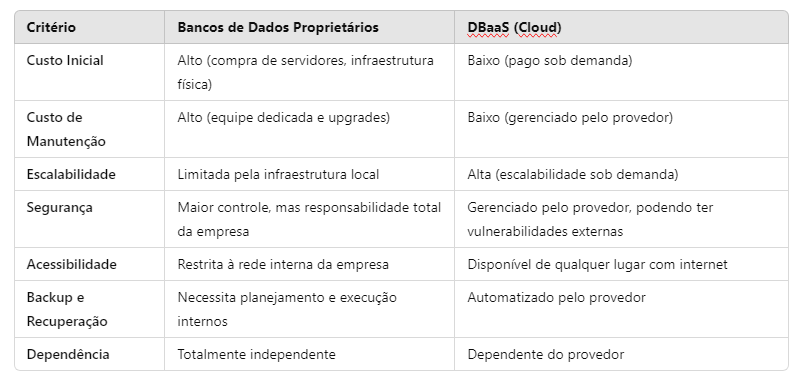 Critério Bancos de Dados Proprietários DBaaS (Cloud)
Custo Inicial Alto (compra de servidores, infraestrutura física) Baixo (pago sob demanda)
Custo de Manutenção Alto (equipe dedicada e upgrades) Baixo (gerenciado pelo provedor)
Escalabilidade Limitada pela infraestrutura local Alta (escalabilidade sob demanda)
Segurança Maior controle, mas responsabilidade total da empresa Gerenciado pelo provedor, podendo ter vulnerabilidades externas
Acessibilidade Restrita à rede interna da empresa Disponível de qualquer lugar com internet
Backup e Recuperação Necessita planejamento e execução internos Automatizado pelo provedor
Dependência Totalmente independente Dependente do provedor